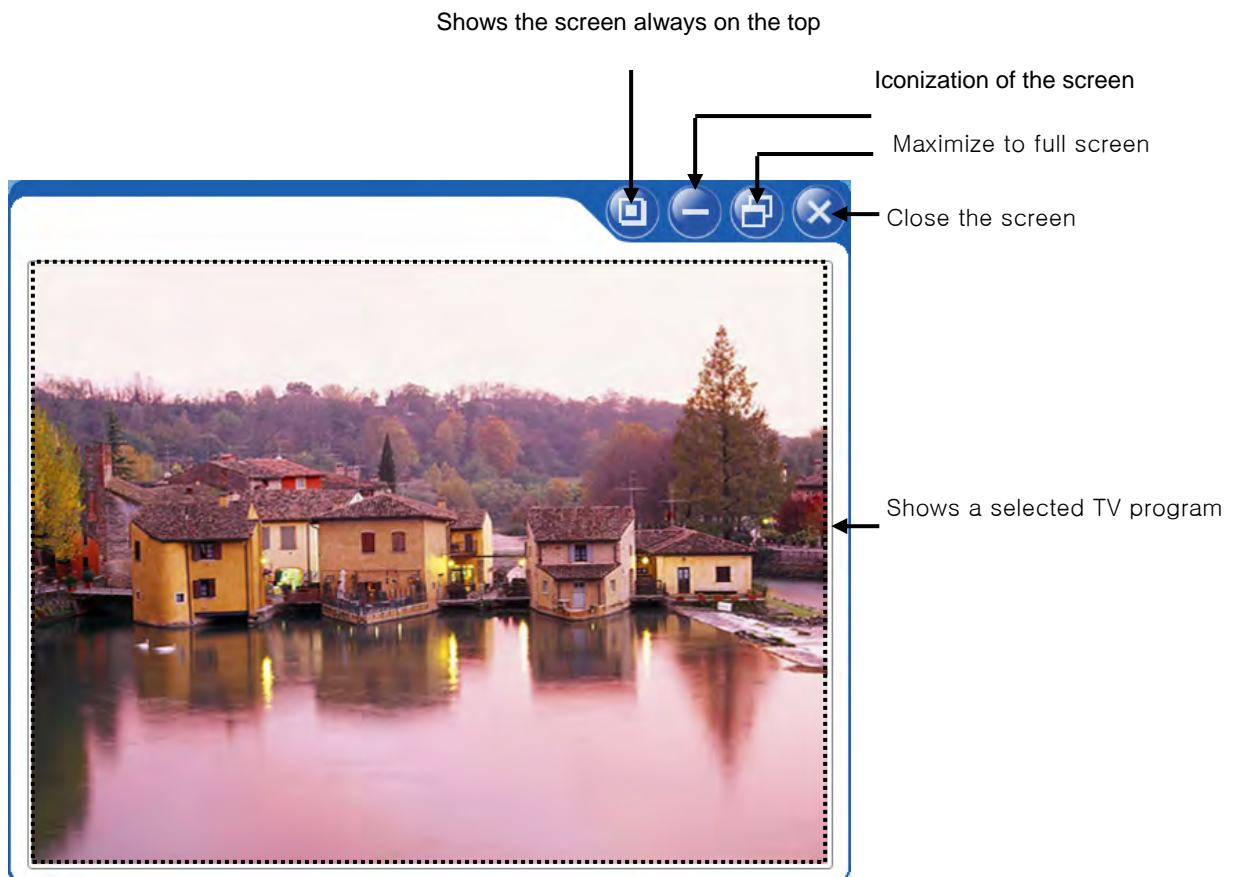 Shows the screen always on the top
Iconization of the screen
Maximize to full screen
Close the screen
Shows a selected TV program